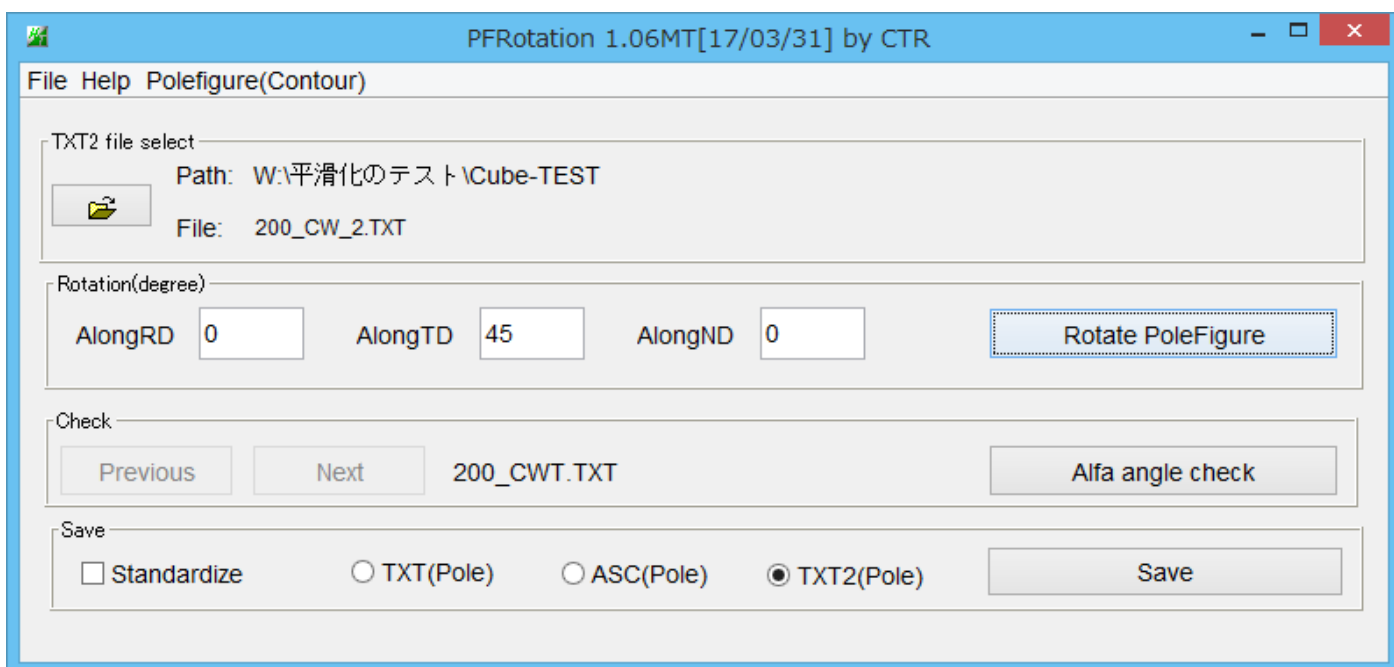 PFRotation 1.06MT[17/03/31] by CTR
File Help Polefigure(Contour)
TXT2 file select
Path: W:\平滑化のテスト\Cube-TEST
File: 200_CW_2.TXT
Rotation(degree)
AlongRD 0 AlongTD 45 AlongND 0 Rotate PoleFigure
Check
Previous Next 200_CWT.TXT Alfa angle check
Save
Standardize TXT(Pole) ASC(Pole) TXT2(Pole) Save